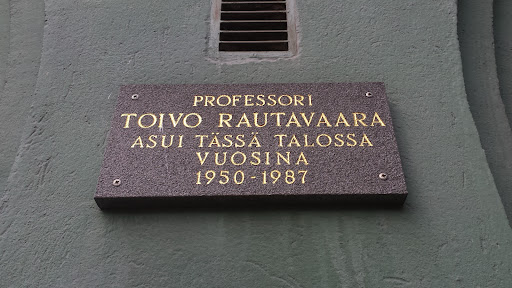 PROFESSORI
TOIVO RAUTAVAARA
ASUI TÄSSÄ TALOSSA
VUOSINA
1950-1987